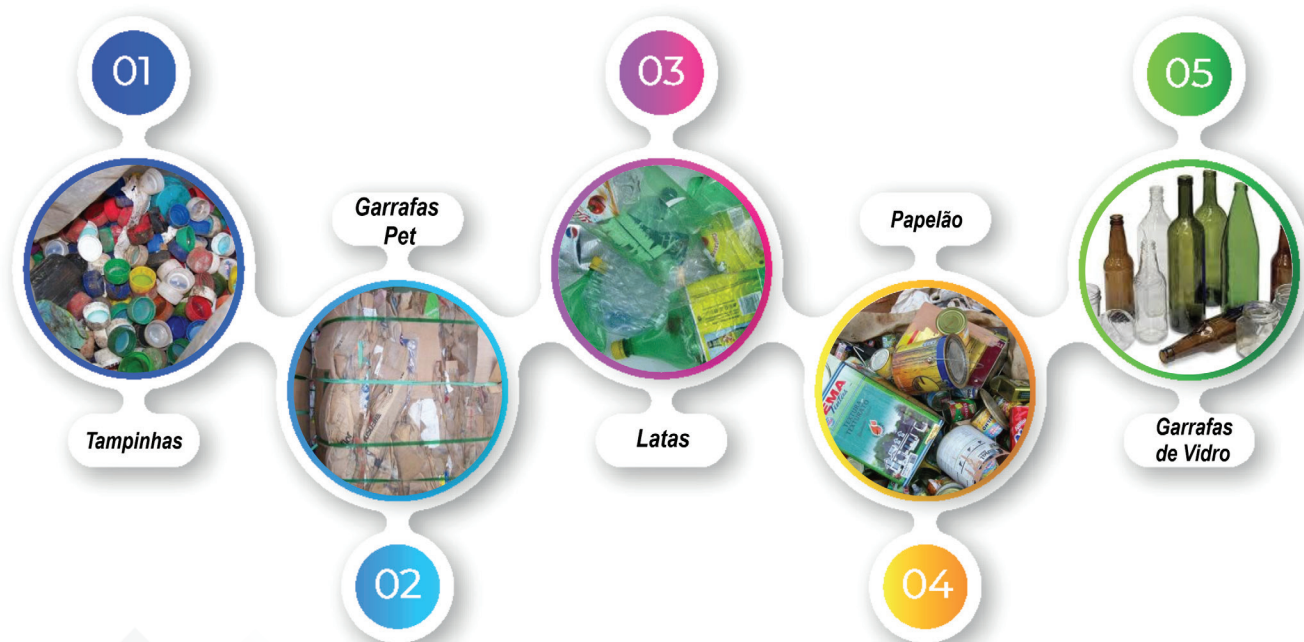 01
03
05
Garrafas
Pet
Papelão
Tampinhas
Latas
Garrafas
de Vidro
02
04